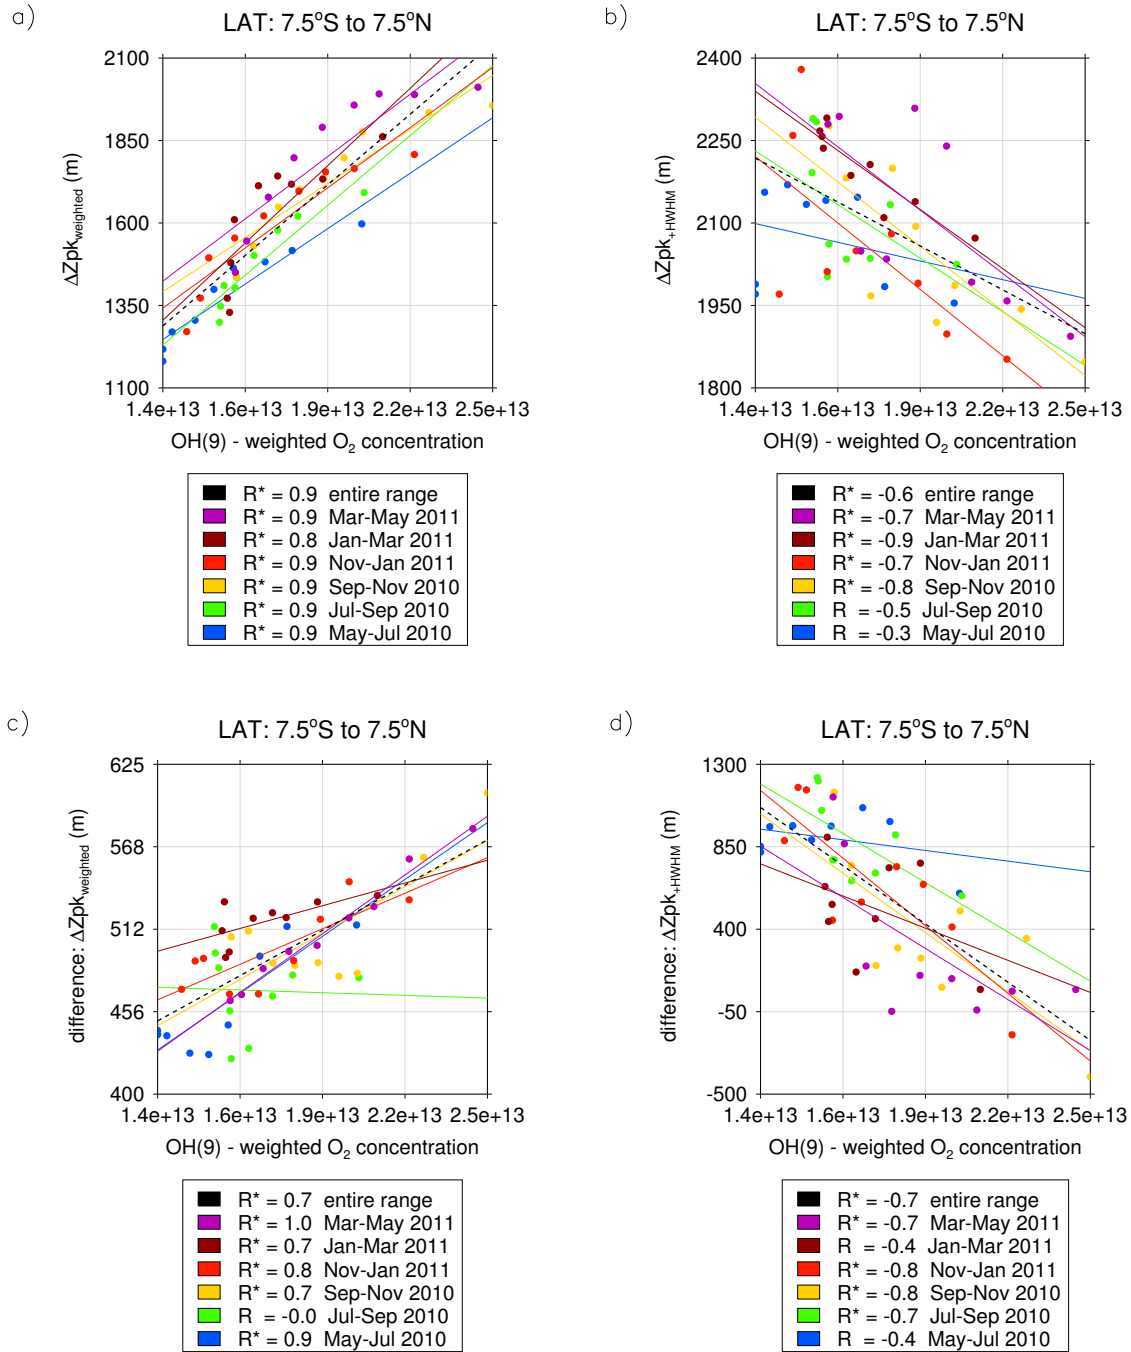 a)
LAT: 7.5°S to 7.5°N
2100
1850
1600
1350
1100
ΔZpk_weighted (m)
1.4e+13 1.6e+13 1.9e+13 2.2e+13 2.5e+13
OH(9) - weighted O₂ concentration
R* = 0.9 entire range
R* = 0.9 Mar-May 2011
R* = 0.8 Jan-Mar 2011
R* = 0.9 Nov-Jan 2011
R* = 0.9 Sep-Nov 2010
R* = 0.9 Jul-Sep 2010
R* = 0.9 May-Jul 2010
b)
LAT: 7.5°S to 7.5°N
2400
2250
2100
1950
1800
ΔZpk_+HWHM (m)
1.4e+13 1.6e+13 1.9e+13 2.2e+13 2.5e+13
OH(9) - weighted O₂ concentration
R* = -0.6 entire range
R* = -0.7 Mar-May 2011
R* = -0.9 Jan-Mar 2011
R* = -0.7 Nov-Jan 2011
R* = -0.8 Sep-Nov 2010
R = -0.5 Jul-Sep 2010
R = -0.3 May-Jul 2010
c)
LAT: 7.5°S to 7.5°N
625
568
512
456
400
difference: ΔZpk_weighted (m)
1.4e+13 1.6e+13 1.9e+13 2.2e+13 2.5e+13
OH(9) - weighted O₂ concentration
R* = 0.7 entire range
R* = 1.0 Mar-May 2011
R* = 0.7 Jan-Mar 2011
R* = 0.8 Nov-Jan 2011
R* = 0.7 Sep-Nov 2010
R = -0.0 Jul-Sep 2010
R* = 0.9 May-Jul 2010
d)
LAT: 7.5°S to 7.5°N
1300
850
400
-50
-500
difference: ΔZpk_+HWHM (m)
1.4e+13 1.6e+13 1.9e+13 2.2e+13 2.5e+13
OH(9) - weighted O₂ concentration
R* = -0.7 entire range
R* = -0.7 Mar-May 2011
R = -0.4 Jan-Mar 2011
R* = -0.8 Nov-Jan 2011
R* = -0.8 Sep-Nov 2010
R* = -0.7 Jul-Sep 2010
R = -0.4 May-Jul 2010